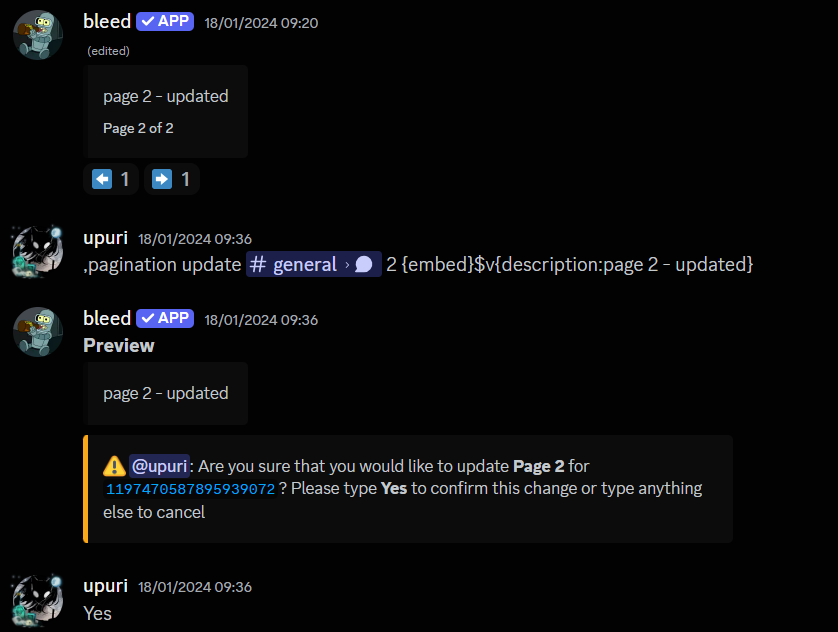 bleed ✓ APP 18/01/2024 09:20
(edited)
page 2 - updated
Page 2 of 2
1 1
upuri 18/01/2024 09:36
,pagination update # general › 2 {embed}$v{description:page 2 - updated}
bleed ✓ APP 18/01/2024 09:36
Preview
page 2 - updated
@upuri: Are you sure that you would like to update Page 2 for
1197470587895939072 ? Please type Yes to confirm this change or type anything
else to cancel
upuri 18/01/2024 09:36
Yes